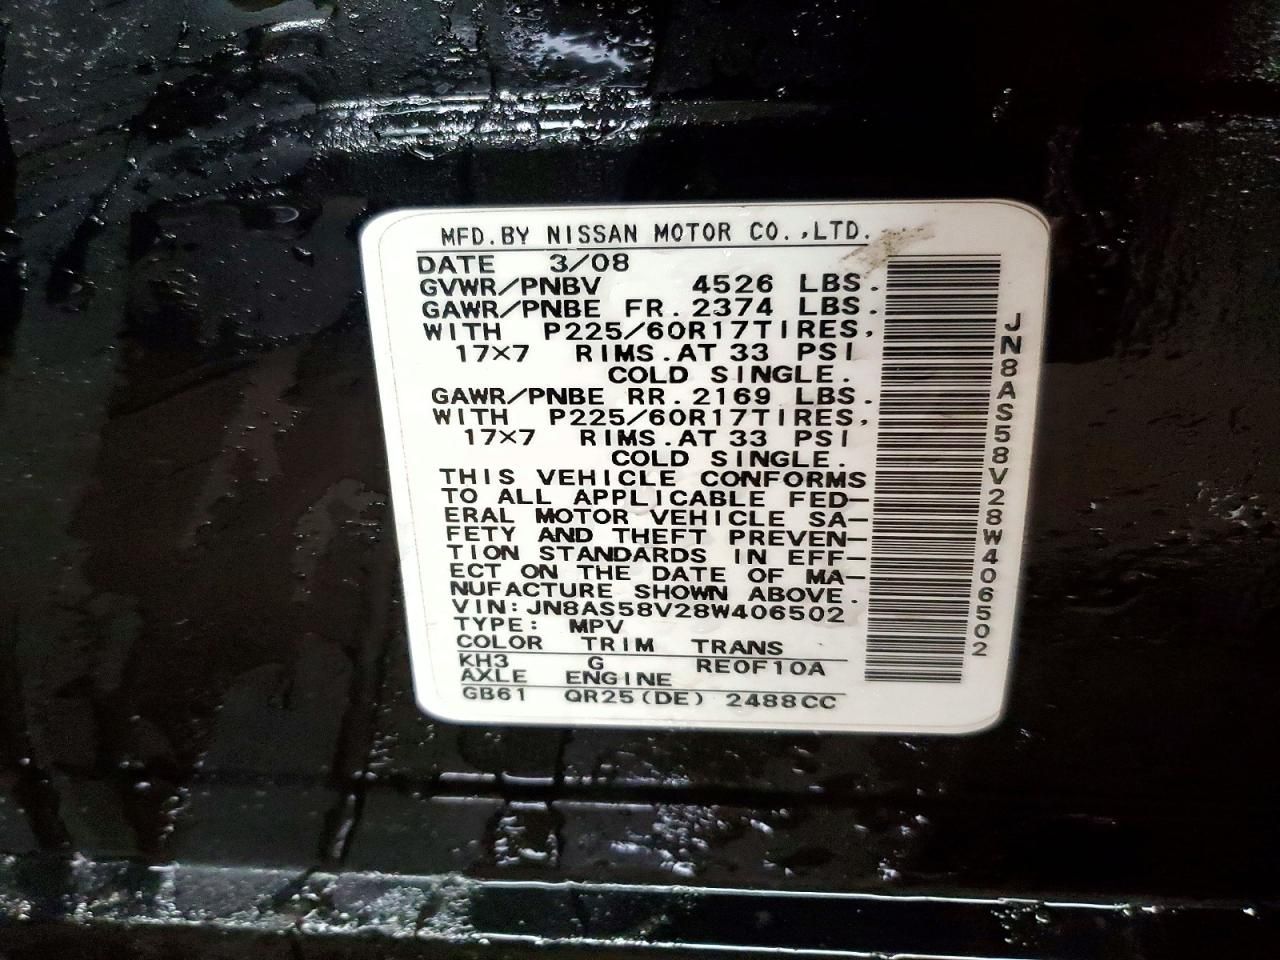 MFD.BY NISSAN MOTOR CO.,LTD.
DATE 3/08
GVWR/PNBV 4526 LBS.
GAWR/PNBE FR.2374 LBS.
WITH P225/60R17TIRES,
17×7 RIMS.AT 33 PSI
COLD SINGLE.
GAWR/PNBE RR.2169 LBS.
WITH P225/60R17TIRES,
17×7 RIMS.AT 33 PSI
COLD SINGLE.
THIS VEHICLE CONFORMS
TO ALL APPLICABLE FED-
ERAL MOTOR VEHICLE SA-
FETY AND THEFT PREVEN-
TION STANDARDS IN EFF-
ECT ON THE DATE OF MA-
NUFACTURE SHOWN ABOVE.
VIN:JN8AS58V28W406502
TYPE: MPV
COLOR TRIM TRANS
KH3 G RE0F10A
AXLE ENGINE
GB61 QR25(DE) 2488CC
JN8AS58V28W406502